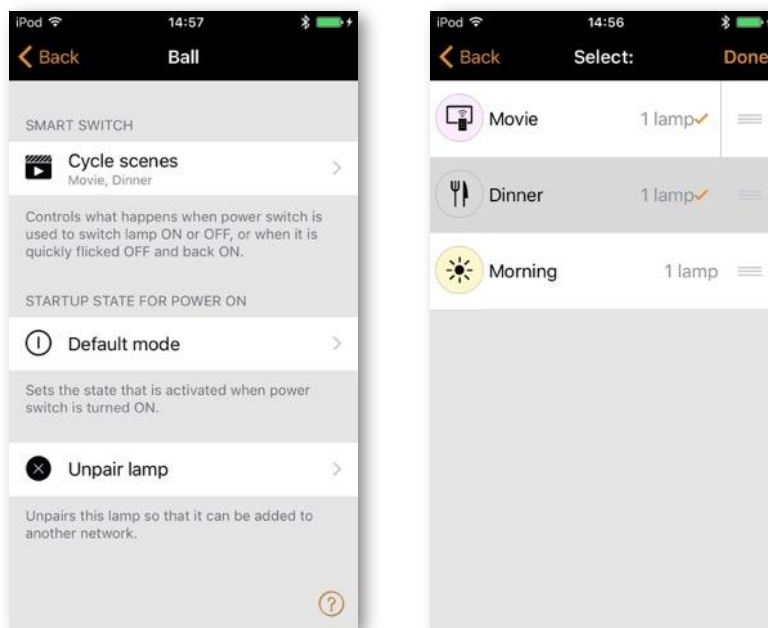 iPod 14:57
Back Ball
SMART SWITCH
Cycle scenes
Movie, Dinner
Controls what happens when power switch is
used to switch lamp ON or OFF, or when it is
quickly flicked OFF and back ON.
STARTUP STATE FOR POWER ON
Default mode
Sets the state that is activated when power
switch is turned ON.
Unpair lamp
Unpairs this lamp so that it can be added to
another network.
?
iPod 14:56
Back Select: Done
Movie 1 lamp
Dinner 1 lamp
Morning 1 lamp